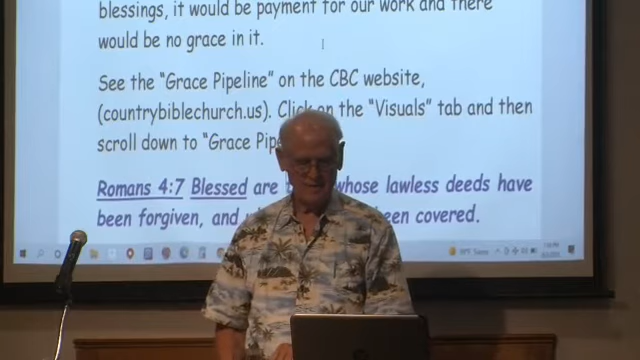 blessings, it would be payment for our work and there
would be no grace in it.
See the “Grace Pipeline” on the CBC website,
(countrybiblechurch.us). Click on the “Visuals” tab and then
scroll down to “Grace Pip
Romans 4:7 Blessed are whose lawless deeds have
been forgiven, and been covered.